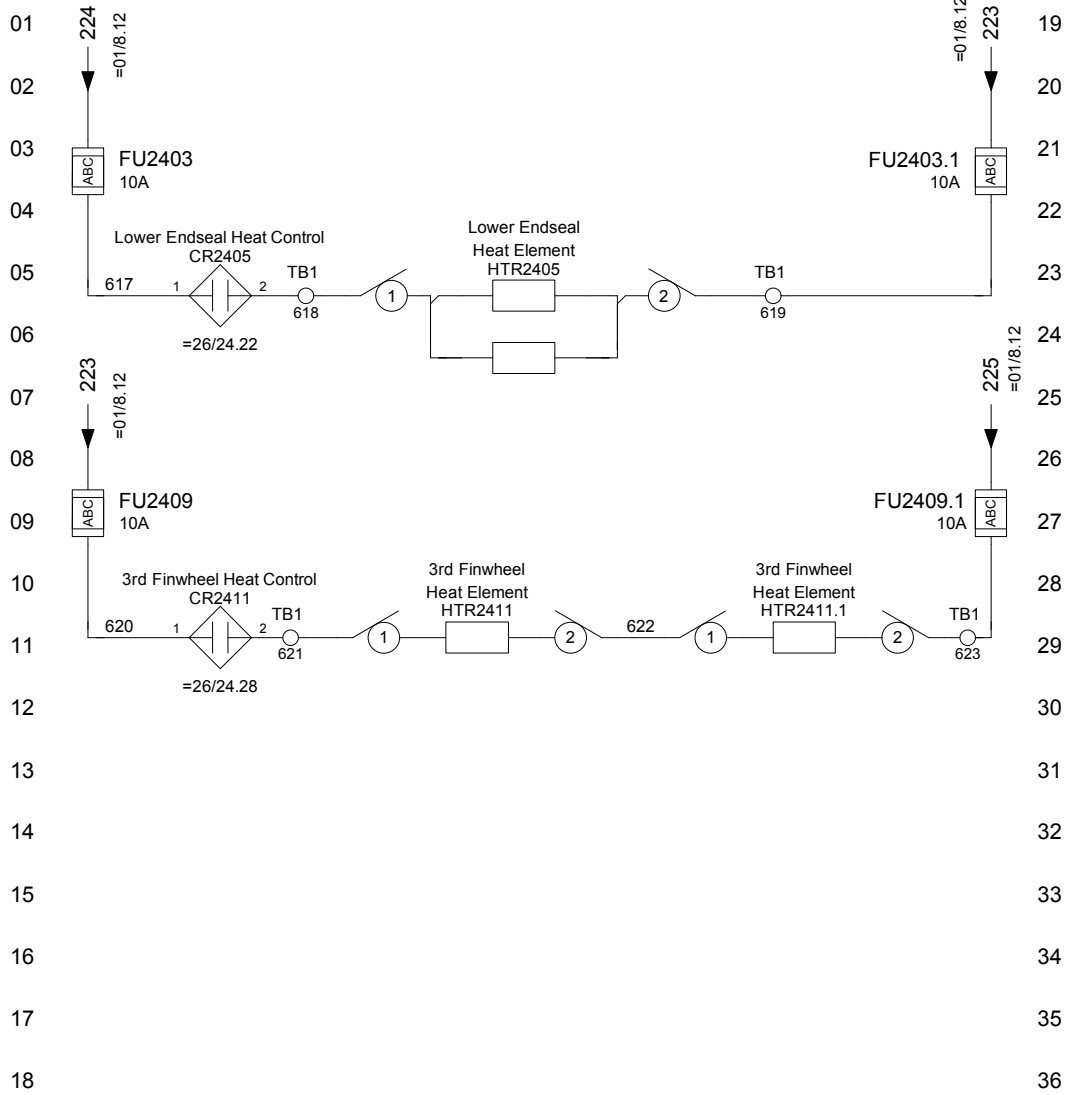 01
224
=01/8.12
=01/8.12
223
19
02
20
03
ABC
FU2403
10A
FU2403.1
10A
ABC
21
04
22
Lower Endseal Heat Control
CR2405
Lower Endseal
Heat Element
HTR2405
05
617
1
2
TB1
618
1
2
TB1
619
23
06
=26/24.22
24
07
223
=01/8.12
225
=01/8.12
25
08
26
09
ABC
FU2409
10A
FU2409.1
10A
ABC
27
10
3rd Finwheel Heat Control
CR2411
3rd Finwheel
Heat Element
HTR2411
3rd Finwheel
Heat Element
HTR2411.1
28
11
620
1
2
TB1
621
1
2
622
1
2
TB1
623
29
=26/24.28
12
30
13
31
14
32
15
33
16
34
17
35
18
36